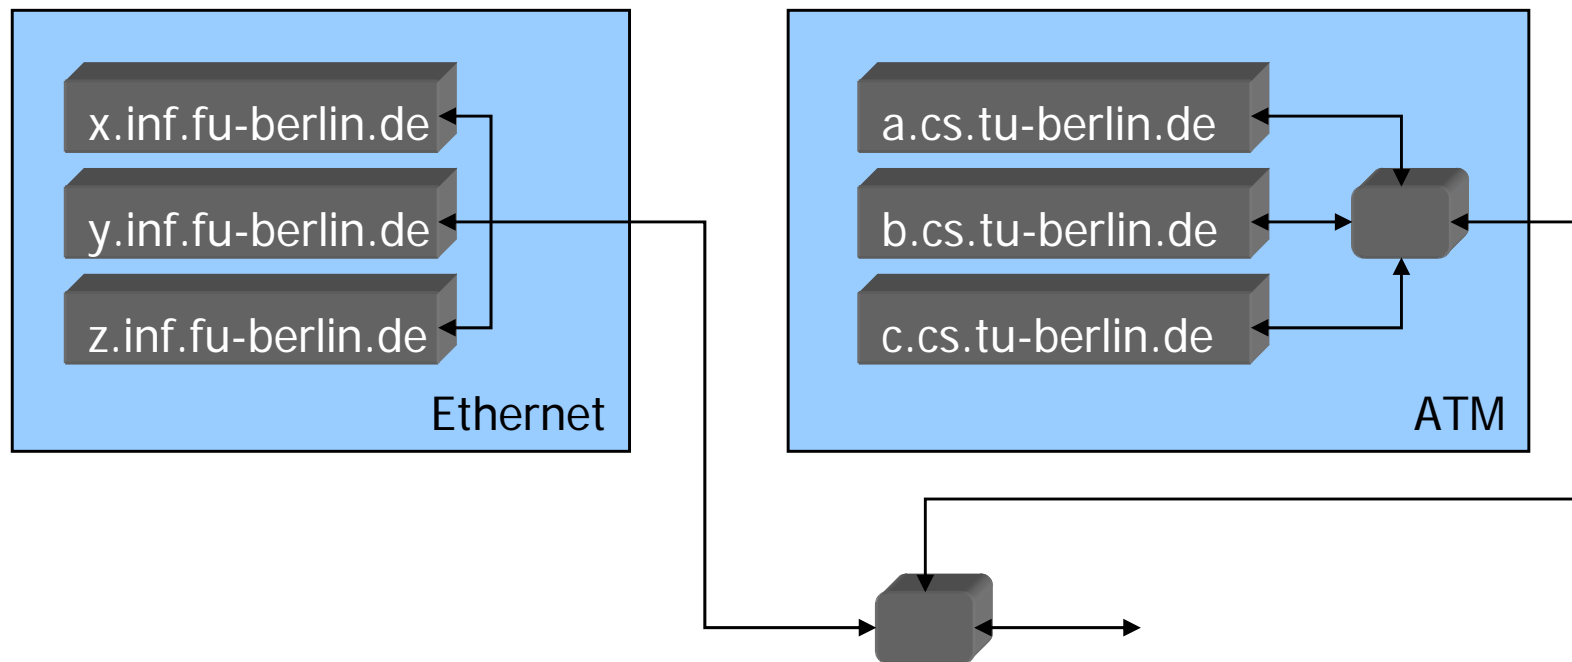 x.inf.fu-berlin.de
y.inf.fu-berlin.de
z.inf.fu-berlin.de
Ethernet
a.cs.tu-berlin.de
b.cs.tu-berlin.de
c.cs.tu-berlin.de
ATM